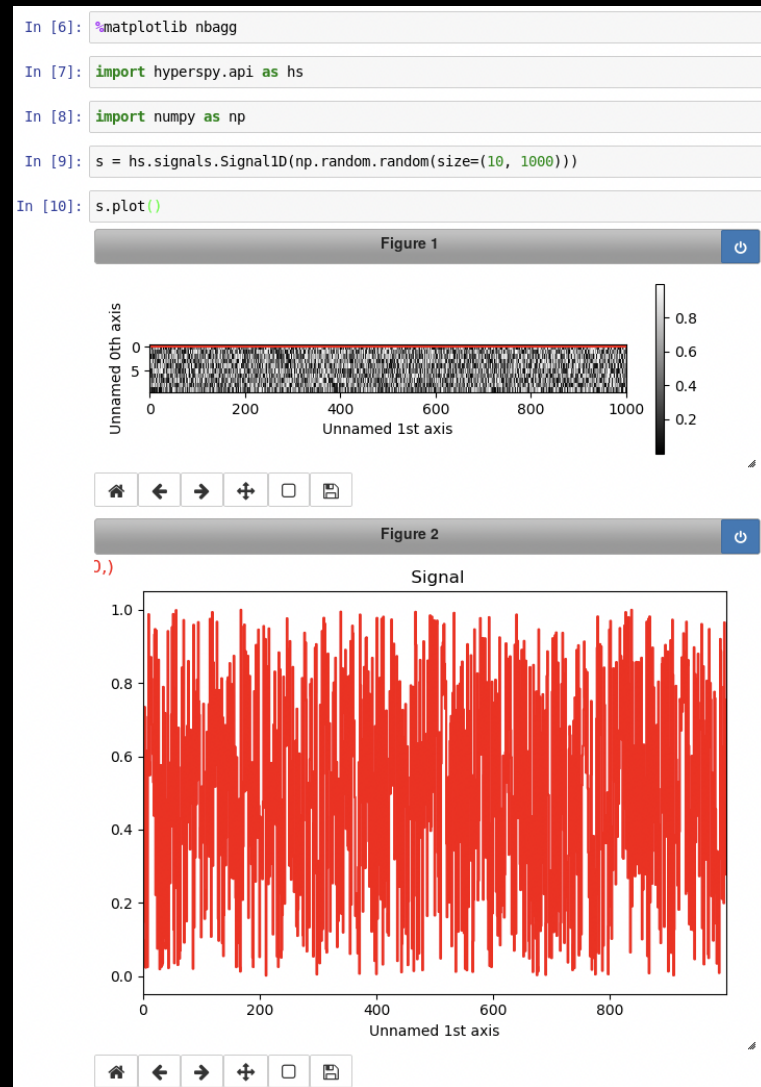 In [6]: %matplotlib nbagg
In [7]: import hyperspy.api as hs
In [8]: import numpy as np
In [9]: s = hs.signals.Signal1D(np.random.random(size=(10, 1000)))
In [10]: s.plot()
Figure 1
Unnamed 0th axis
0
5
0 200 400 600 800 1000
Unnamed 1st axis
0.8
0.6
0.4
0.2
Figure 2
0,)
Signal
1.0
0.8
0.6
0.4
0.2
0.0
0 200 400 600 800
Unnamed 1st axis